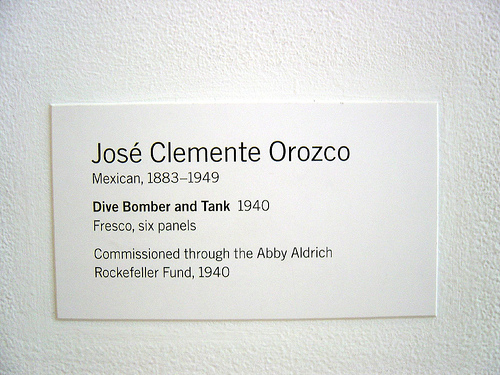 José Clemente Orozco
Mexican, 1883–1949
Dive Bomber and Tank 1940
Fresco, six panels
Commissioned through the Abby Aldrich
Rockefeller Fund, 1940